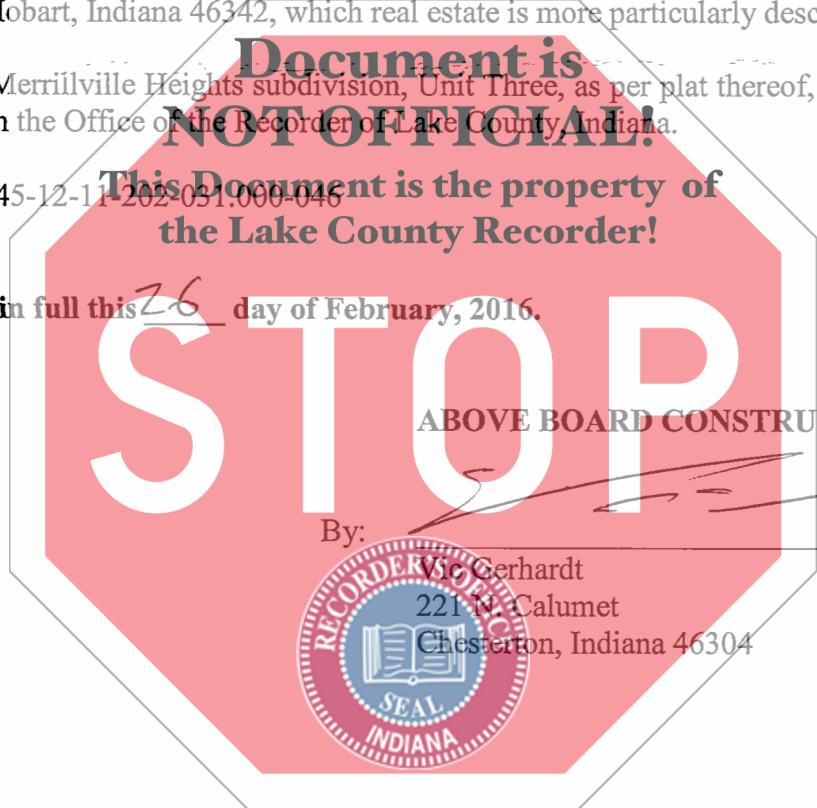 Hobart, Indiana 46342, which real estate is more particularly desc
Document is
Merriillville Heights subdivision, Unit Three, as per plat thereof,
NOT OFFICIAL!
n the Office of the Recorder of Lake County, Indiana.
This Document is the property of
45-12-11-202-031.000-046
the Lake County Recorder!
in full this 26 day of February, 2016.
STOP
ABOVE BOARD CONSTRU
By:
Vic Gerhardt
221 N. Calumet
Chesterton, Indiana 46304
RECORDER'S
SEAL
INDIANA